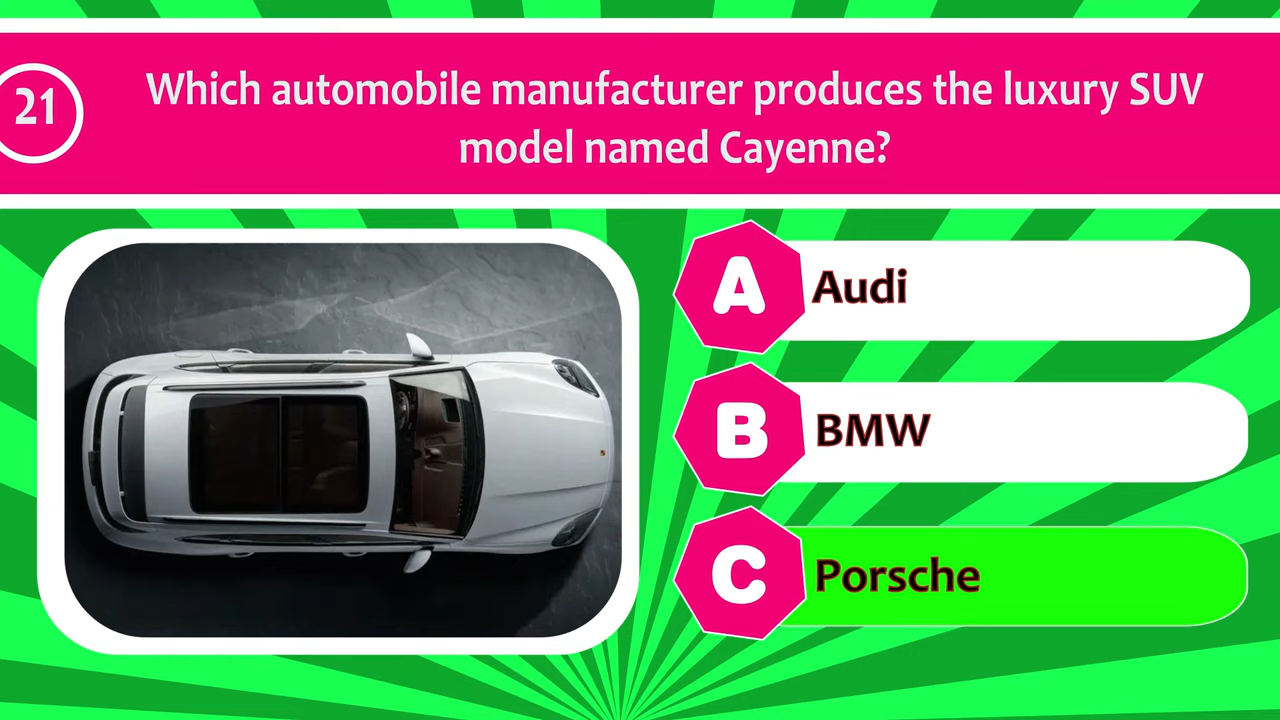 21
Which automobile manufacturer produces the luxury SUV
model named Cayenne?
A Audi
B BMW
C Porsche